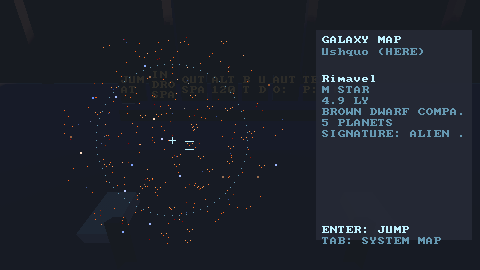 GALAXY MAP
Ushquo (HERE)
Rimavel
M STAR
4.9 LY
BROWN DWARF COMPA.
5 PLANETS
SIGNATURE: ALIEN .
ENTER: JUMP
TAB: SYSTEM MAP